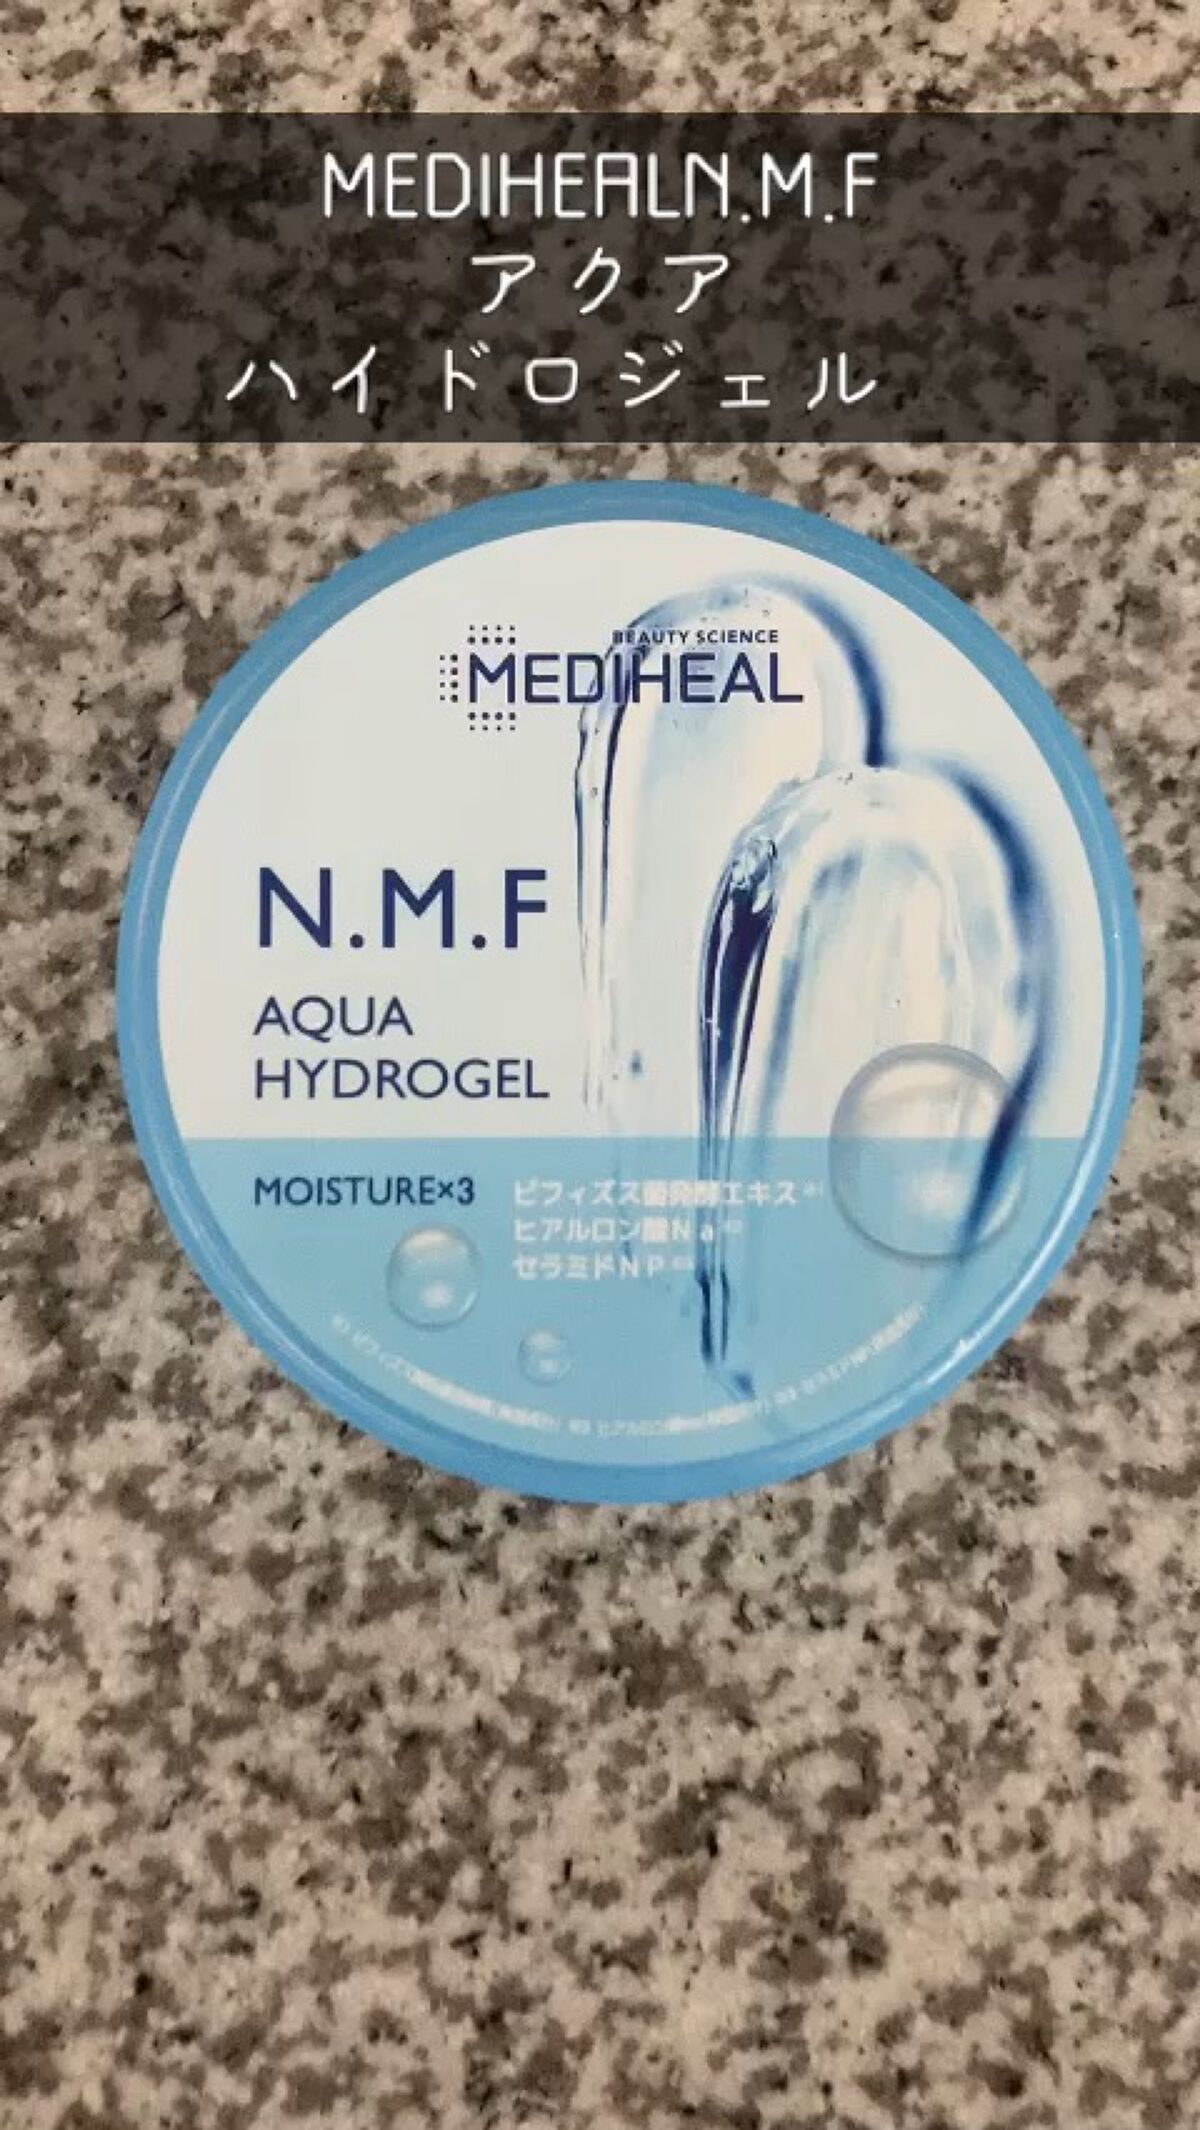 MEDIHEALN.M.F
アクア
ハイドロジェル
BEAUTY SCIENCE
MEDIHEAL
N.M.F
AQUA
HYDROGEL
MOISTURE×3
ビフィズス菌発酵エキス
ヒアルロン酸Na
セラミドNP